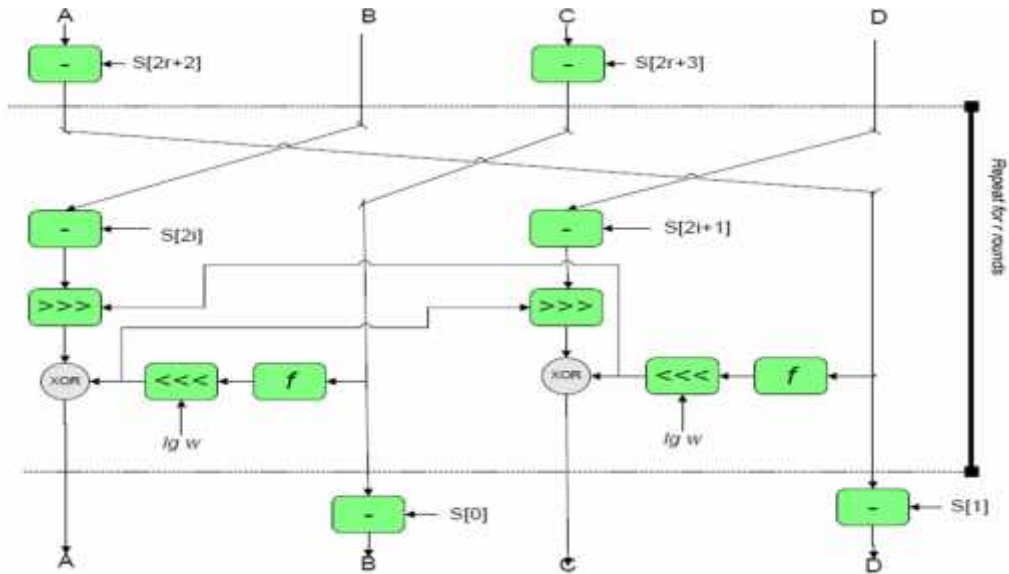 A B C D
- S[2r+2] - S[2r+3]
- S[2i] - S[2i+1]
>>> >>>
XOR <<< f XOR <<< f
lg w lg w
- S[0] - S[1]
A B C D
Repeat for r rounds